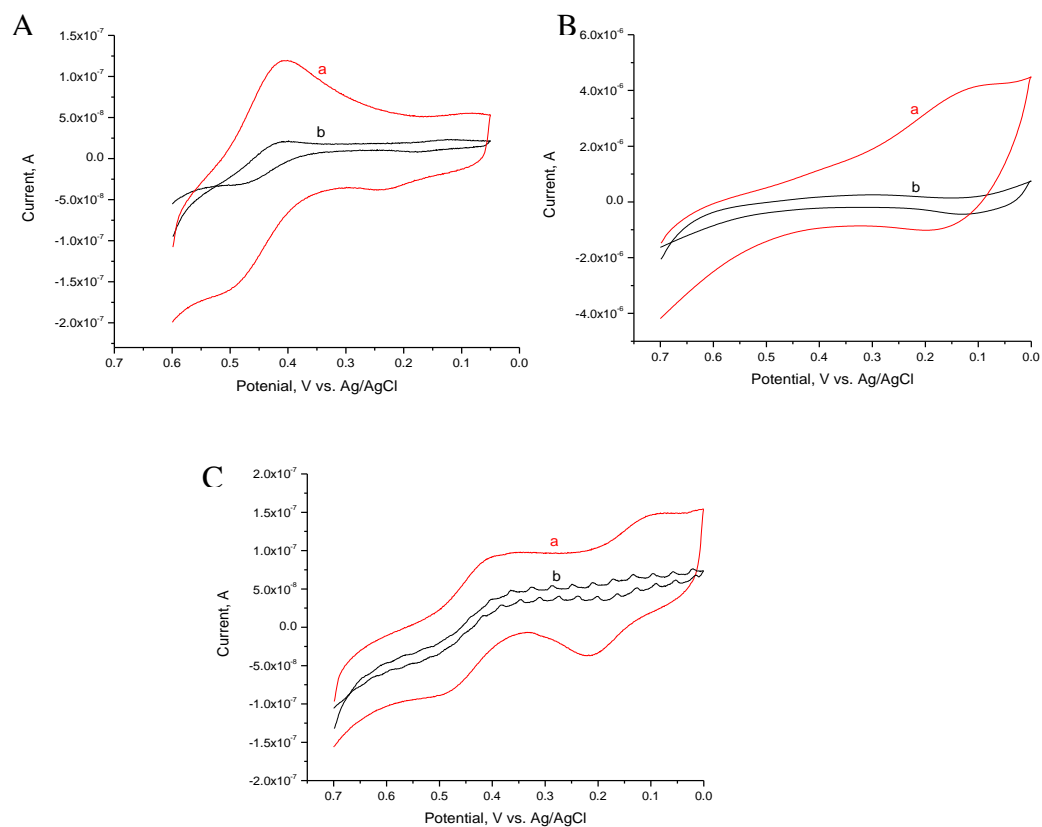 A
1.5x10-7
1.0x10-7
5.0x10-8
0.0
-5.0x10-8
-1.0x10-7
-1.5x10-7
-2.0x10-7
Current, A
a
b
0.7 0.6 0.5 0.4 0.3 0.2 0.1 0.0
Potenial, V vs. Ag/AgCl
B
6.0x10-6
4.0x10-6
2.0x10-6
0.0
-2.0x10-6
-4.0x10-6
Current, A
a
b
0.7 0.6 0.5 0.4 0.3 0.2 0.1 0.0
Potential, V vs. Ag/AgCl
C
2.0x10-7
1.5x10-7
1.0x10-7
5.0x10-8
0.0
-5.0x10-8
-1.0x10-7
-1.5x10-7
-2.0x10-7
Current, A
a
b
0.7 0.6 0.5 0.4 0.3 0.2 0.1 0.0
Potential, V vs. Ag/AgCl